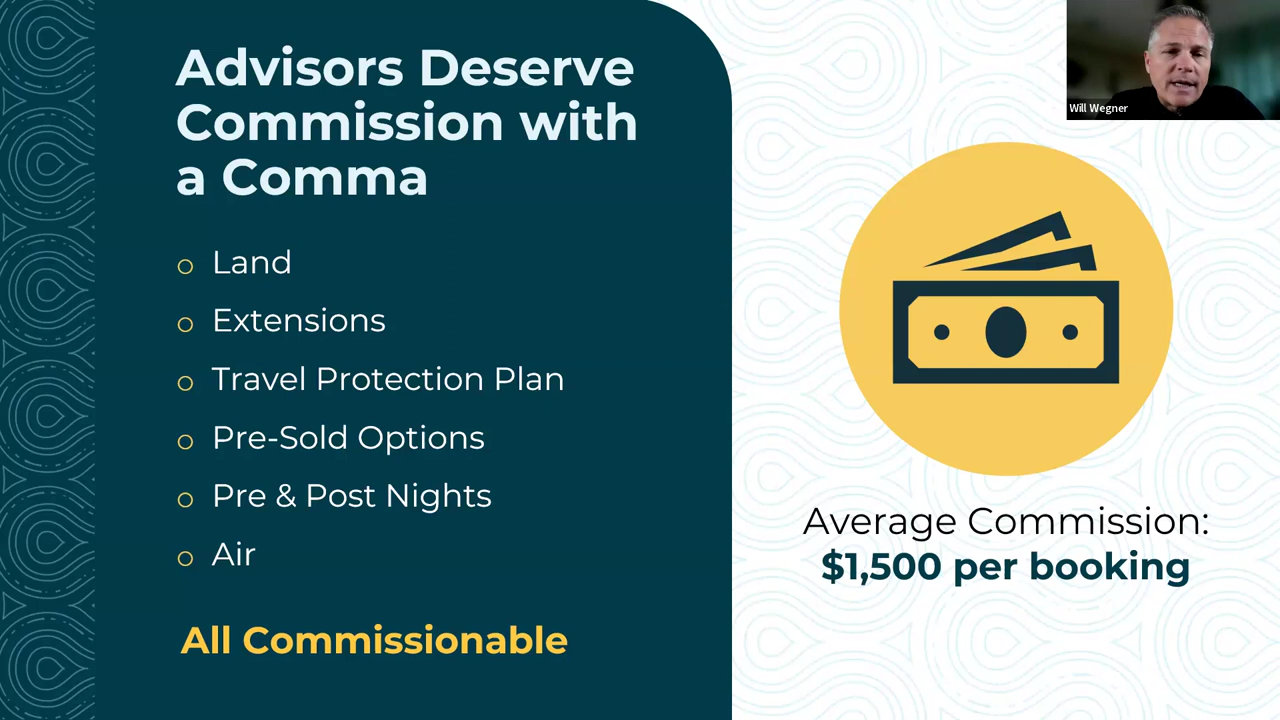 Advisors Deserve
Commission with
a Comma
Land
Extensions
Travel Protection Plan
Pre-Sold Options
Pre & Post Nights
Air
All Commissionable
Will Wegner
Average Commission:
$1,500 per booking